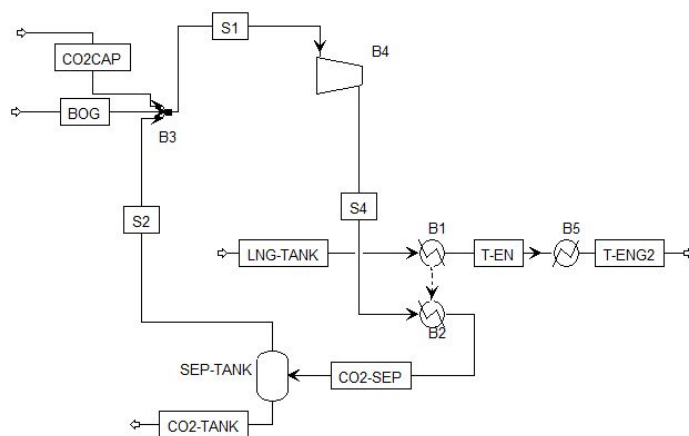 S1
B4
CO2CAP
BOG
B3
S2
S4
B1
B5
LNG-TANK
T-EN
T-ENG2
B2
SEP-TANK
CO2-SEP
CO2-TANK